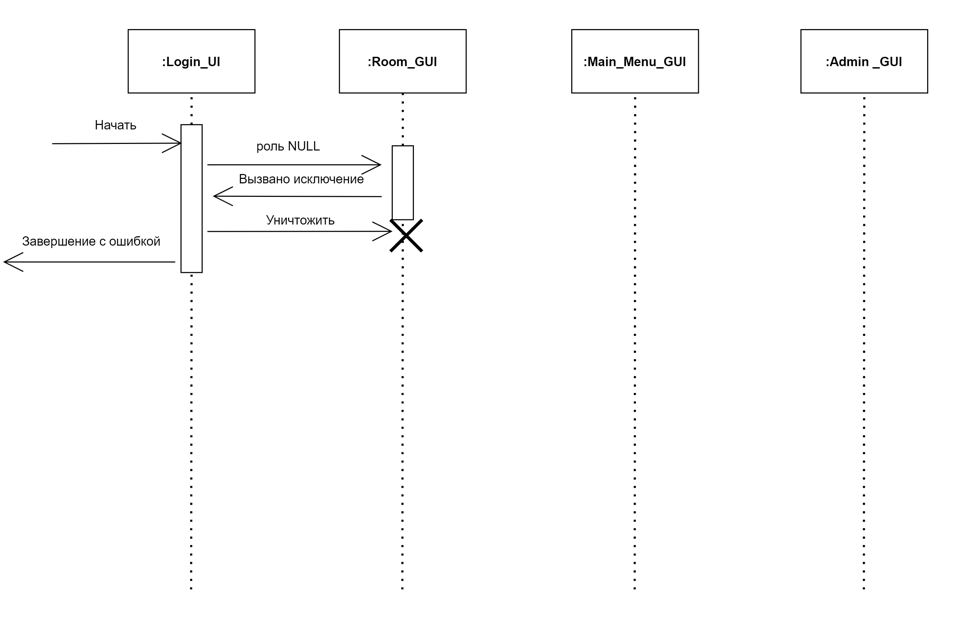 :Login_UI
:Room_GUI
:Main_Menu_GUI
:Admin _GUI
Начать
роль NULL
Вызвано исключение
Уничтожить
Завершение с ошибкой